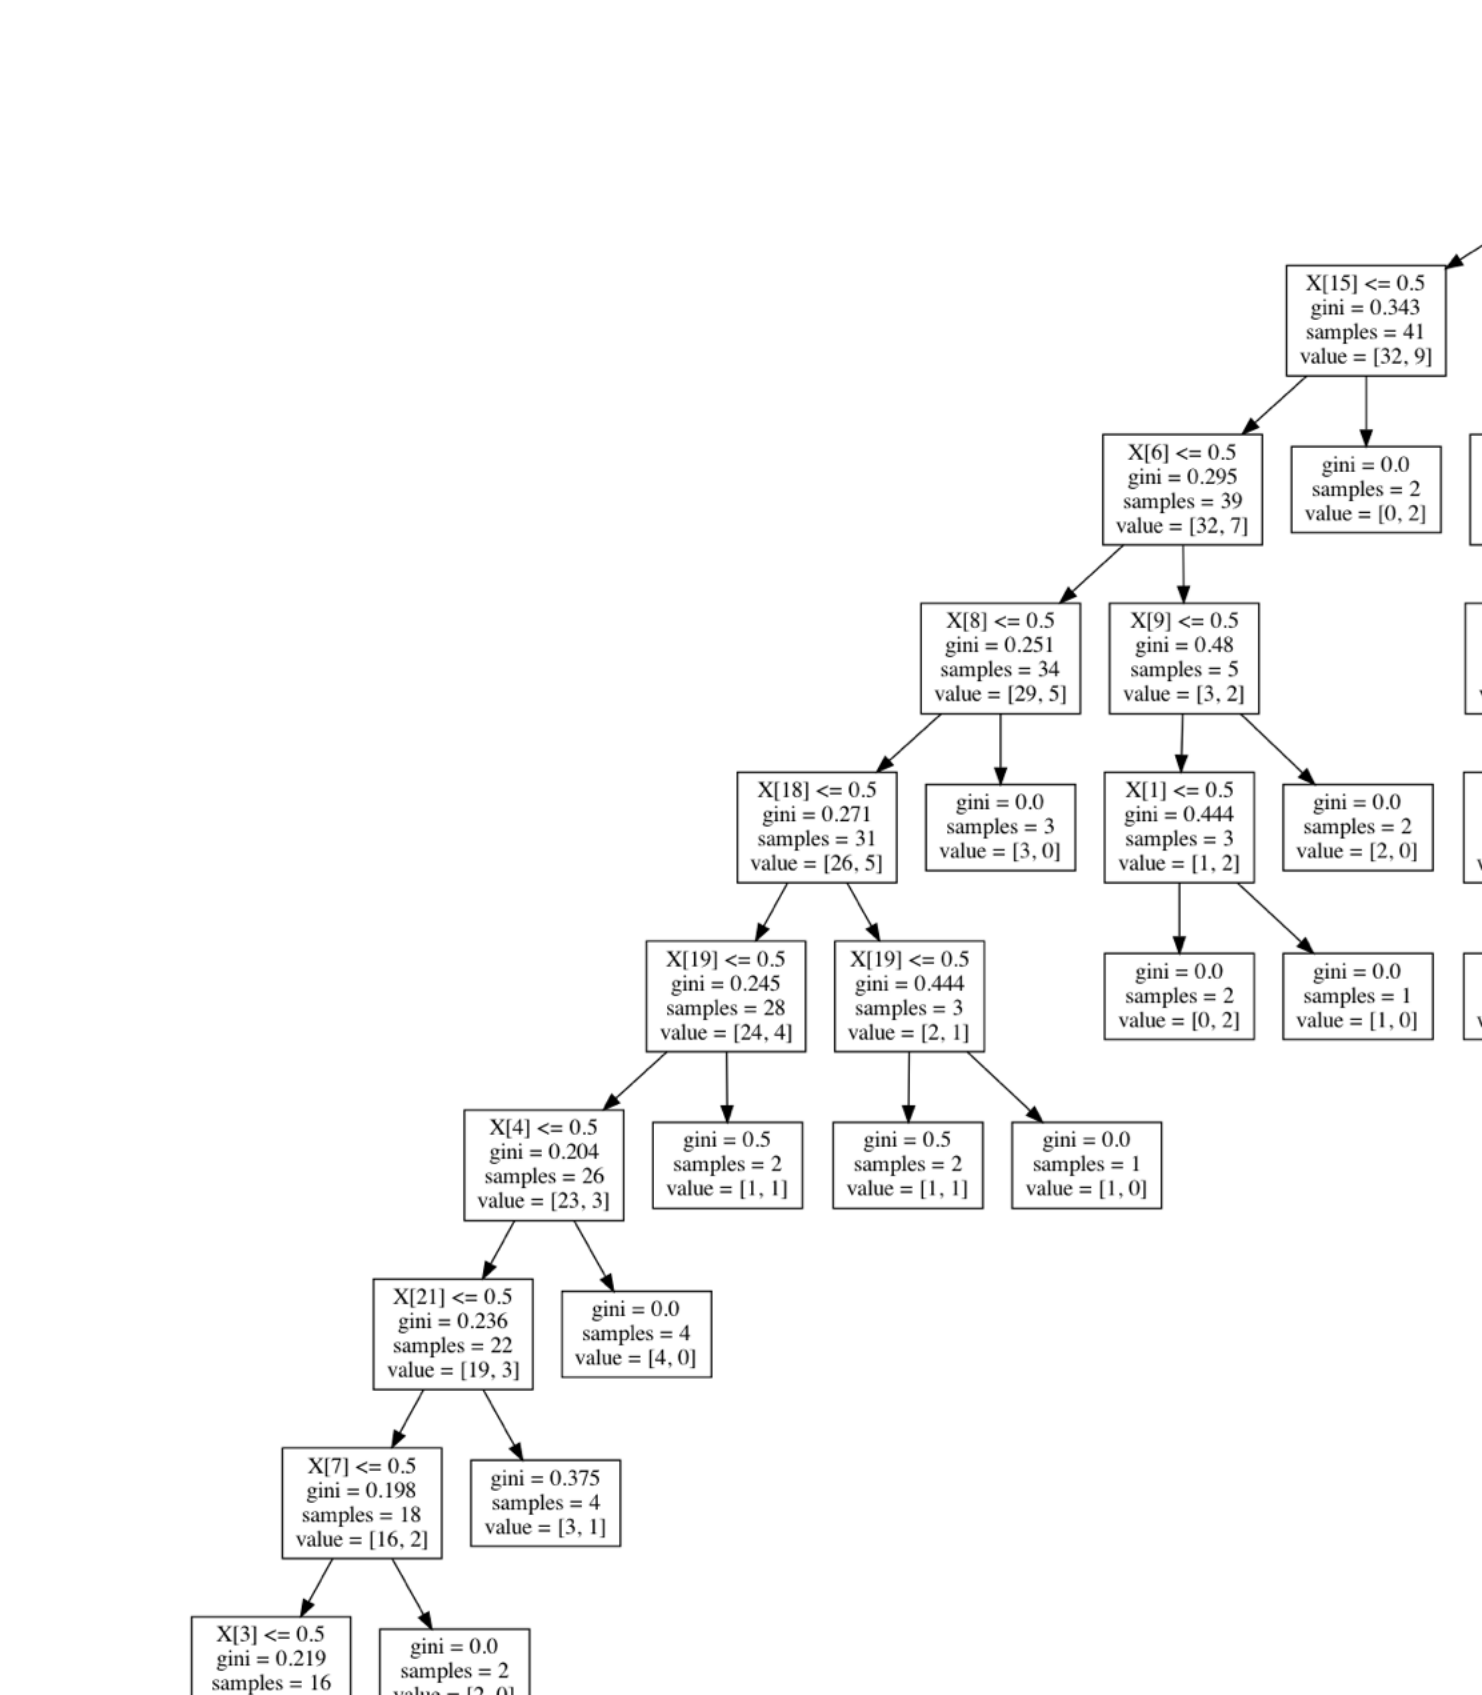 X[15] <= 0.5
gini = 0.343
samples = 41
value = [32, 9]
X[6] <= 0.5
gini = 0.295
samples = 39
value = [32, 7]
gini = 0.0
samples = 2
value = [0, 2]
X[8] <= 0.5
gini = 0.251
samples = 34
value = [29, 5]
X[9] <= 0.5
gini = 0.48
samples = 5
value = [3, 2]
X[18] <= 0.5
gini = 0.271
samples = 31
value = [26, 5]
gini = 0.0
samples = 3
value = [3, 0]
X[1] <= 0.5
gini = 0.444
samples = 3
value = [1, 2]
gini = 0.0
samples = 2
value = [2, 0]
X[19] <= 0.5
gini = 0.245
samples = 28
value = [24, 4]
X[19] <= 0.5
gini = 0.444
samples = 3
value = [2, 1]
gini = 0.0
samples = 2
value = [0, 2]
gini = 0.0
samples = 1
value = [1, 0]
X[4] <= 0.5
gini = 0.204
samples = 26
value = [23, 3]
gini = 0.5
samples = 2
value = [1, 1]
gini = 0.5
samples = 2
value = [1, 1]
gini = 0.0
samples = 1
value = [1, 0]
X[21] <= 0.5
gini = 0.236
samples = 22
value = [19, 3]
gini = 0.0
samples = 4
value = [4, 0]
X[7] <= 0.5
gini = 0.198
samples = 18
value = [16, 2]
gini = 0.375
samples = 4
value = [3, 1]
X[3] <= 0.5
gini = 0.219
samples = 16
gini = 0.0
samples = 2
value = [2, 0]